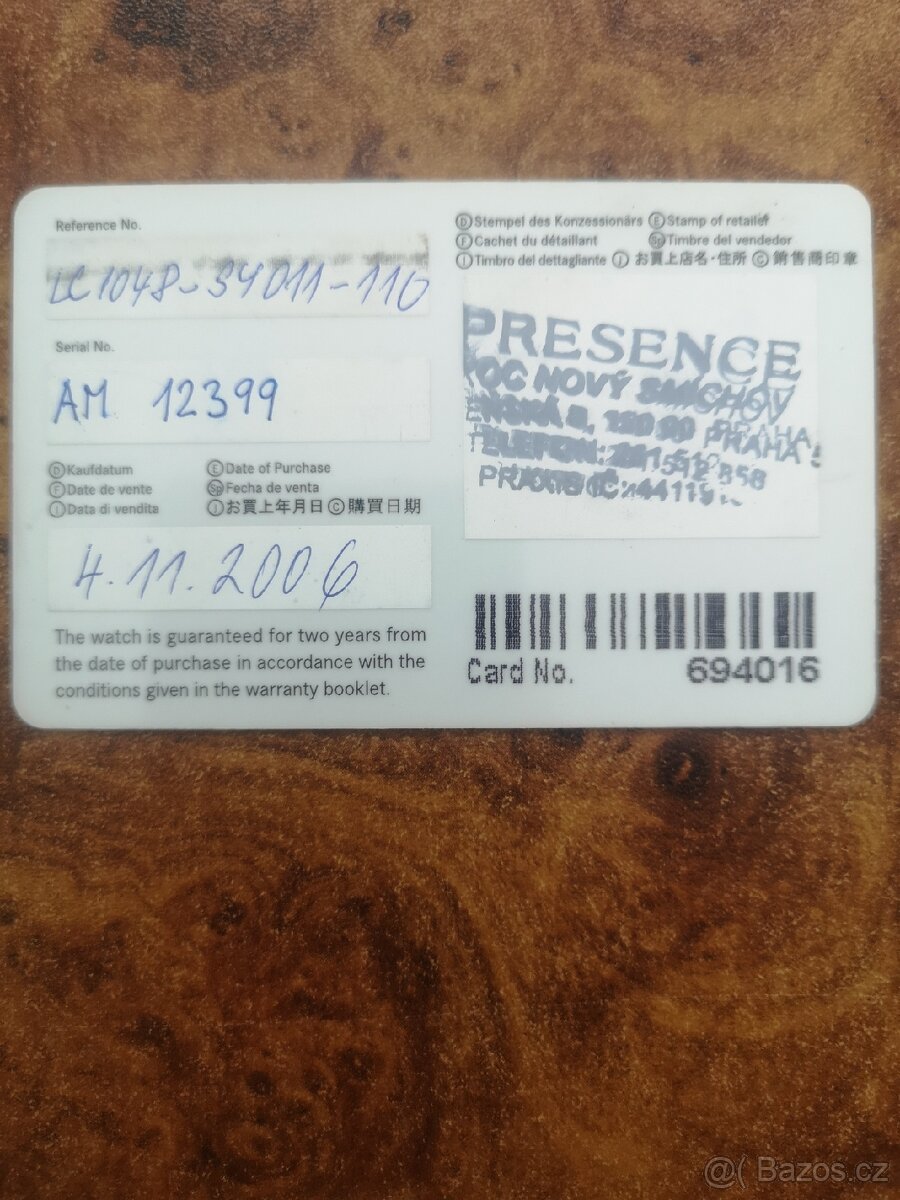 Reference No.
LC1048-34011-110
Serial No.
AM 12399
Ⓓ Kaufdatum Ⓔ Date of Purchase
Ⓕ Date de vente Ⓢⓟ Fecha de venta
Ⓘ Data di vendita Ⓙ お買上年月日 Ⓒ 購買日期
4.11.2006
The watch is guaranteed for two years from
the date of purchase in accordance with the
conditions given in the warranty booklet.
Ⓓ Stempel des Konzessionärs Ⓔ Stamp of retailer
Ⓕ Cachet du détaillant Ⓢⓟ Timbre del vendedor
Ⓘ Timbro del dettagliante Ⓙ お買上店名・住所 Ⓒ 銷售商印章
PRESENCE
NOVÝ SMÍCHOV
PRAHA
TELEFON:
Card No. 694016
@( Bazos.cz